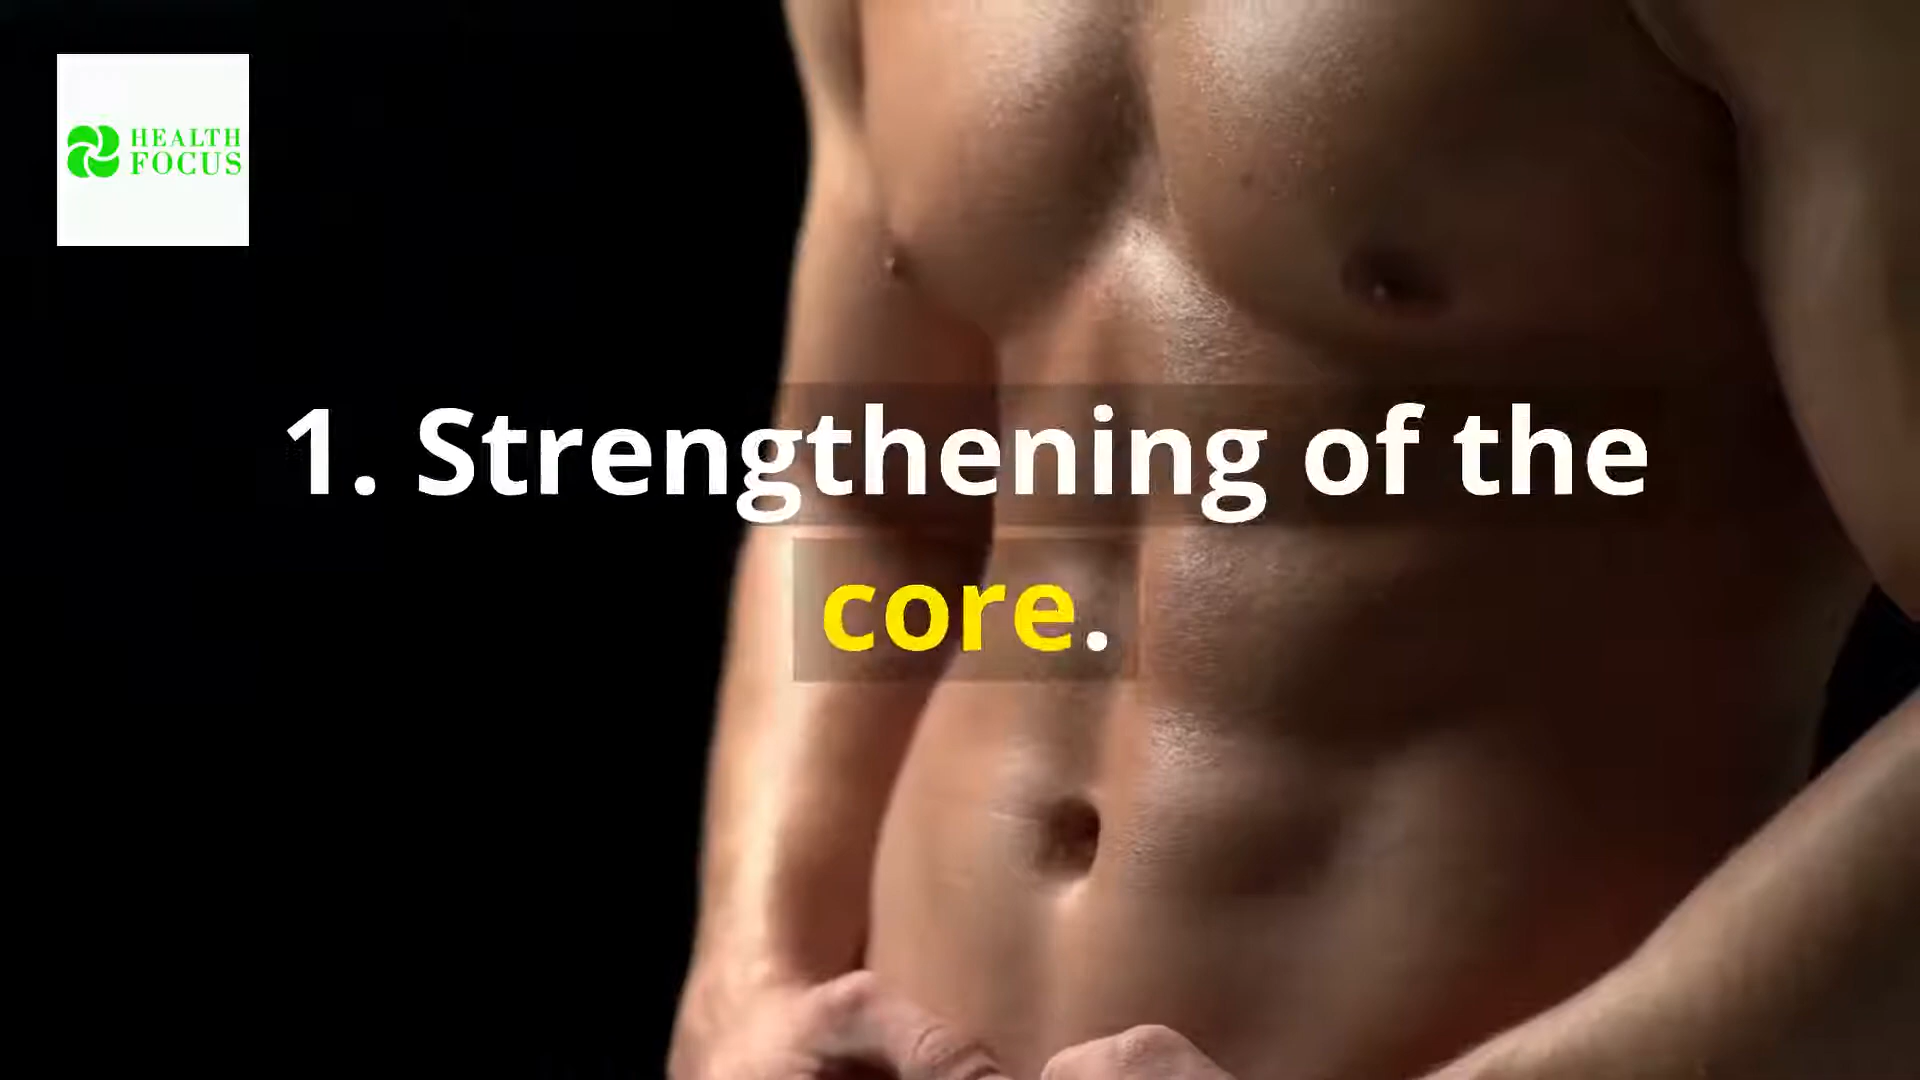 HEALTH
FOCUS
1. Strengthening of the
core.